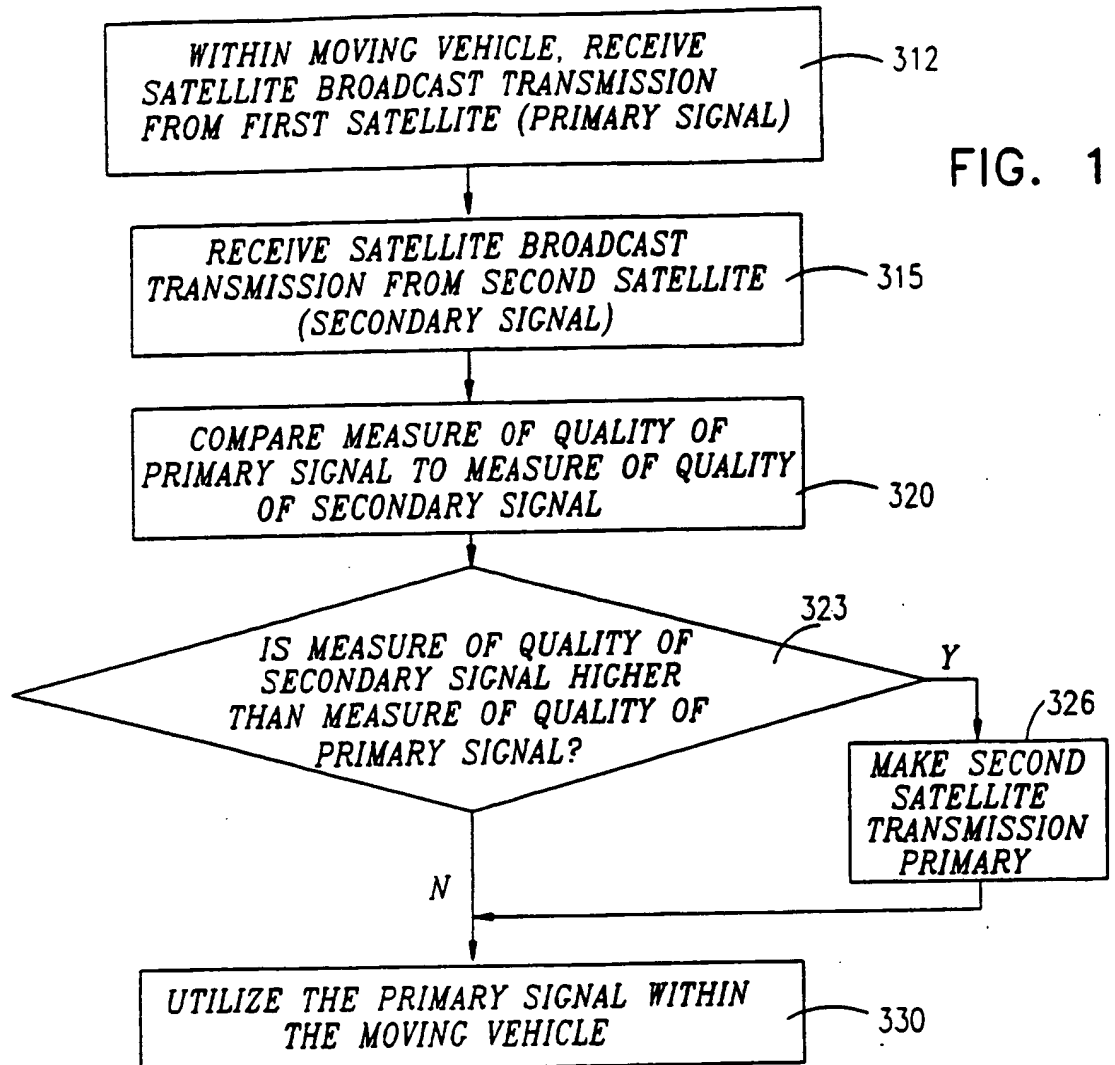 WITHIN MOVING VEHICLE, RECEIVE
SATELLITE BROADCAST TRANSMISSION
FROM FIRST SATELLITE (PRIMARY SIGNAL)
312
FIG. 1
RECEIVE SATELLITE BROADCAST
TRANSMISSION FROM SECOND SATELLITE
(SECONDARY SIGNAL)
315
COMPARE MEASURE OF QUALITY OF
PRIMARY SIGNAL TO MEASURE OF QUALITY
OF SECONDARY SIGNAL
320
IS MEASURE OF QUALITY OF
SECONDARY SIGNAL HIGHER
THAN MEASURE OF QUALITY OF
PRIMARY SIGNAL?
323
Y
326
MAKE SECOND
SATELLITE
TRANSMISSION
PRIMARY
N
UTILIZE THE PRIMARY SIGNAL WITHIN
THE MOVING VEHICLE
330